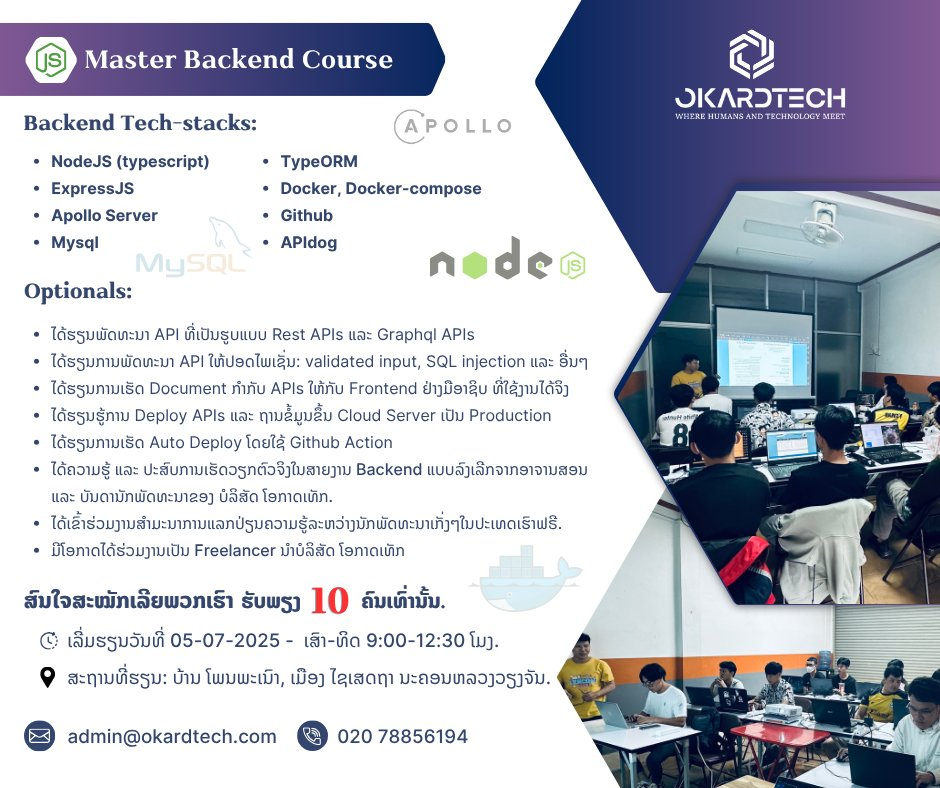 JS Master Backend Course
OKARDTECH
WHERE HUMANS AND TECHNOLOGY MEET
Backend Tech-stacks:
APOLLO
• NodeJS (typescript)
• ExpressJS
• Apollo Server
• Mysql
• TypeORM
• Docker, Docker-compose
• Github
• APIdog
MySQL
node JS
Optionals:
• ໄດ້ຮຽນພັດທະນາ API ທີ່ເປັນຮູບແບບ Rest APIs ແລະ Graphql APIs
• ໄດ້ຮຽນການພັດທະນາ API ໃຫ້ປອດໄພເຊັ່ນ: validated input, SQL injection ແລະ ອື່ນໆ
• ໄດ້ຮຽນການເຮັດ Document ກຳກັບ APIs ໃຫ້ກັບ Frontend ຢ່າງມືອາຊີບ ທີ່ໃຊ້ງານໄດ້ຈິງ
• ໄດ້ຮຽນຮູ້ການ Deploy APIs ແລະ ຖານຂໍ້ມູນຂຶ້ນ Cloud Server ເປັນ Production
• ໄດ້ຮຽນການເຮັດ Auto Deploy ໂດຍໃຊ້ Github Action
• ໄດ້ຄວາມຮູ້ ແລະ ປະສົບການເຮັດວຽກຕົວຈິງໃນສາຍງານ Backend ແບບລົງເລິກຈາກອາຈານສອນ
ແລະ ບັນດານັກພັດທະນາຂອງ ບໍລິສັດ ໂອກາດເທັກ.
• ໄດ້ເຂົ້າຮ່ວມງານສຳມະນາການແລກປ່ຽນຄວາມຮູ້ລະຫວ່າງນັກພັດທະນາເກັ່ງໆໃນປະເທດເຮົາຟຣີ.
• ມີໂອກາດໄດ້ຮ່ວມງານເປັນ Freelancer ນຳບໍລິສັດ ໂອກາດເທັກ
ສົນໃຈສະໝັກເລີຍພວກເຮົາ ຮັບພຽງ 10 ຄົນເທົ່ານັ້ນ.
ເລີ່ມຮຽນວັນທີ່ 05-07-2025 - ເສົາ-ທິດ 9:00-12:30 ໂມງ.
ສະຖານທີ່ຮຽນ: ບ້ານ ໂພນພະເນົາ, ເມືອງ ໄຊເສດຖາ ນະຄອນຫລວງວຽງຈັນ.
admin@okardtech.com
020 78856194
8